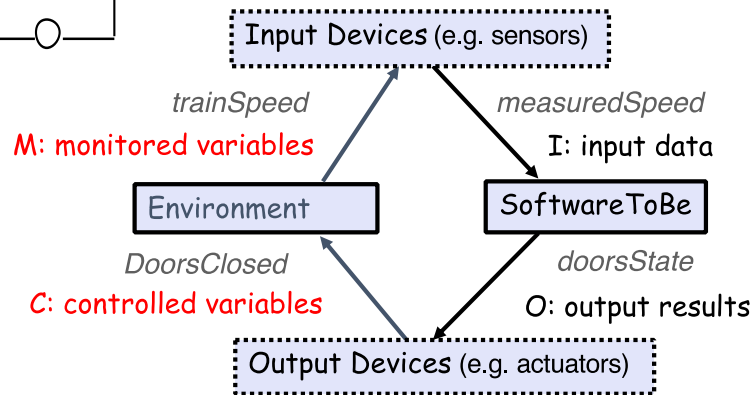 Input Devices (e.g. sensors)
trainSpeed
measuredSpeed
M: monitored variables
I: input data
Environment
SoftwareToBe
DoorsClosed
doorsState
C: controlled variables
O: output results
Output Devices (e.g. actuators)